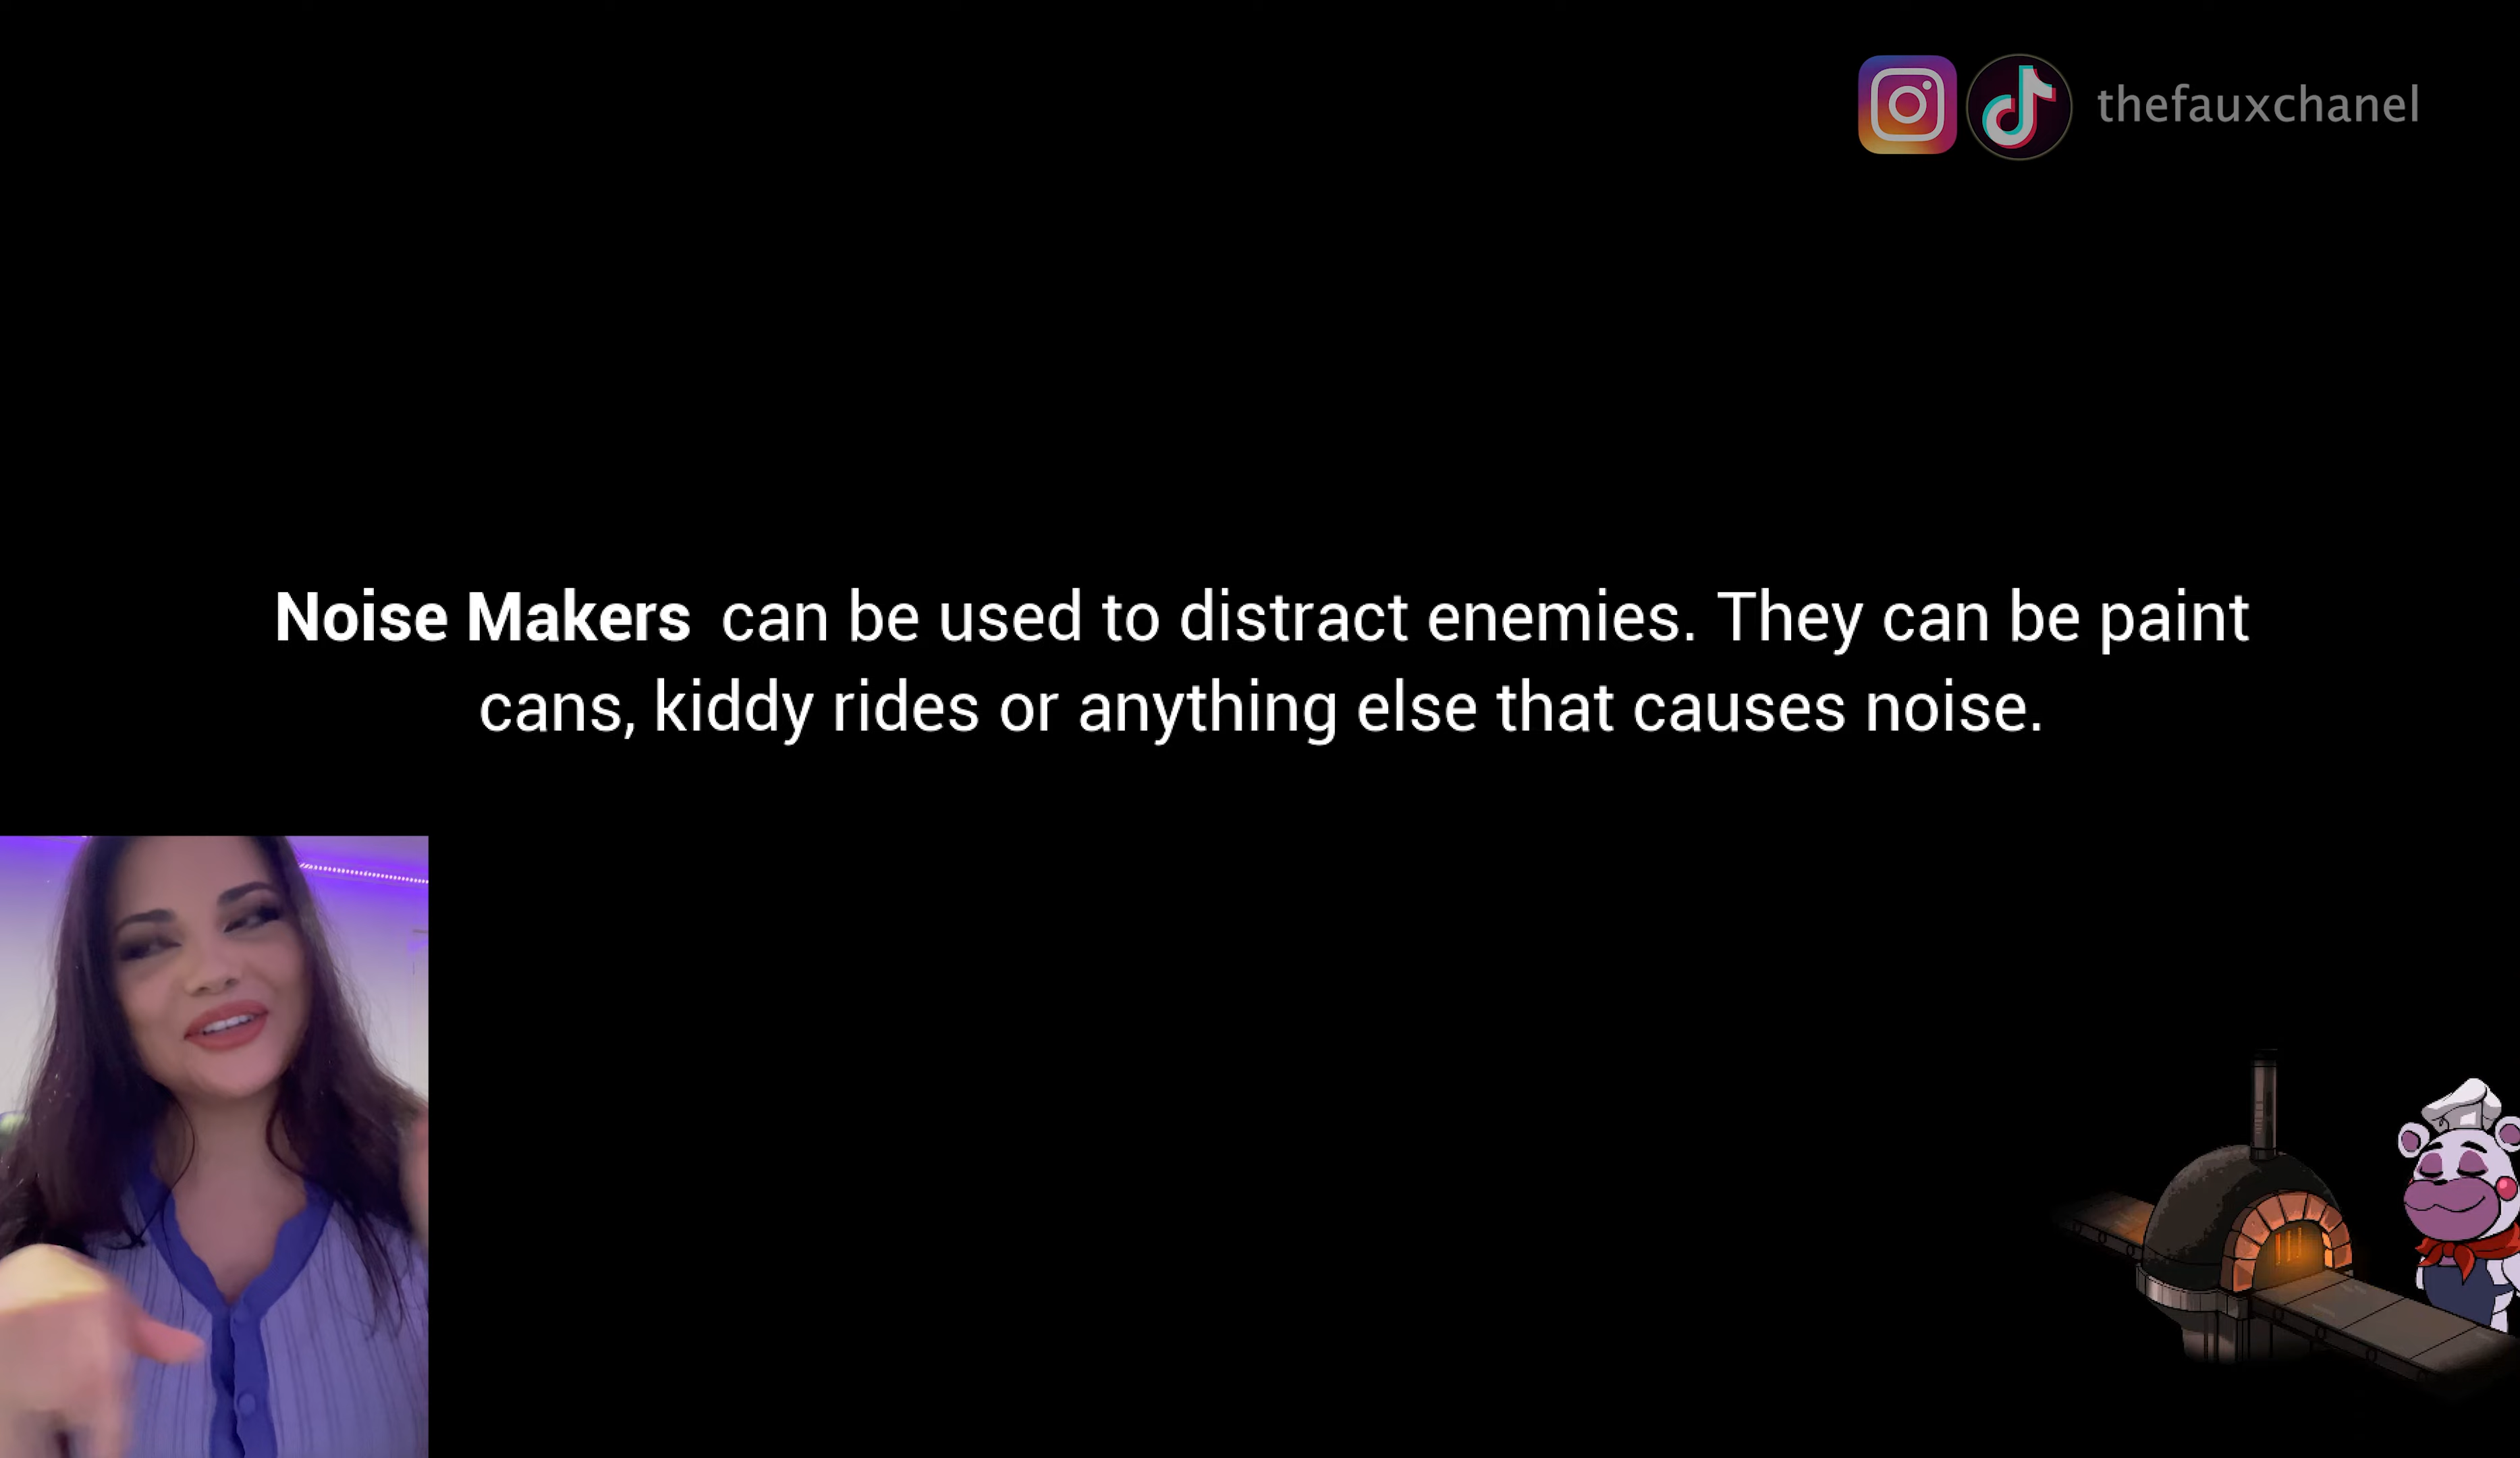 thefauxchanel
Noise Makers can be used to distract enemies. They can be paint
cans, kiddy rides or anything else that causes noise.